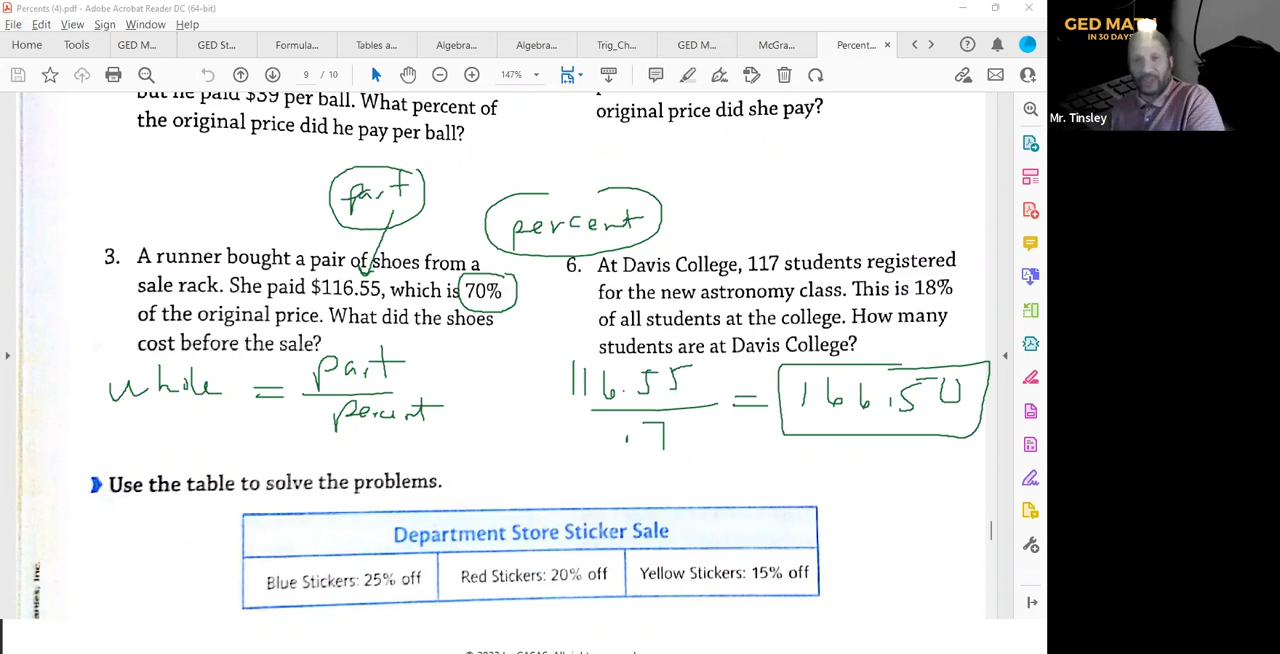 Percents (4).pdf - Adobe Acrobat Reader DC (64-bit)
File Edit View Sign Window Help
Home Tools GED M... GED St... Formula... Tables a... Algebra... Algebra... Trig_Ch... GED M... McGra... Percent... ×
9 / 10 147%
GED MATH
IN 30 DAYS
Mr. Tinsley
but he paid $39 per ball. What percent of
the original price did he pay per ball?
original price did she pay?
part
percent
3. A runner bought a pair of shoes from a
sale rack. She paid $116.55, which is 70%
of the original price. What did the shoes
cost before the sale?
6. At Davis College, 117 students registered
for the new astronomy class. This is 18%
of all students at the college. How many
students are at Davis College?
whole = part
percent
116.55
.7
= 166.50
Use the table to solve the problems.
Department Store Sticker Sale
Blue Stickers: 25% off Red Stickers: 20% off Yellow Stickers: 15% off